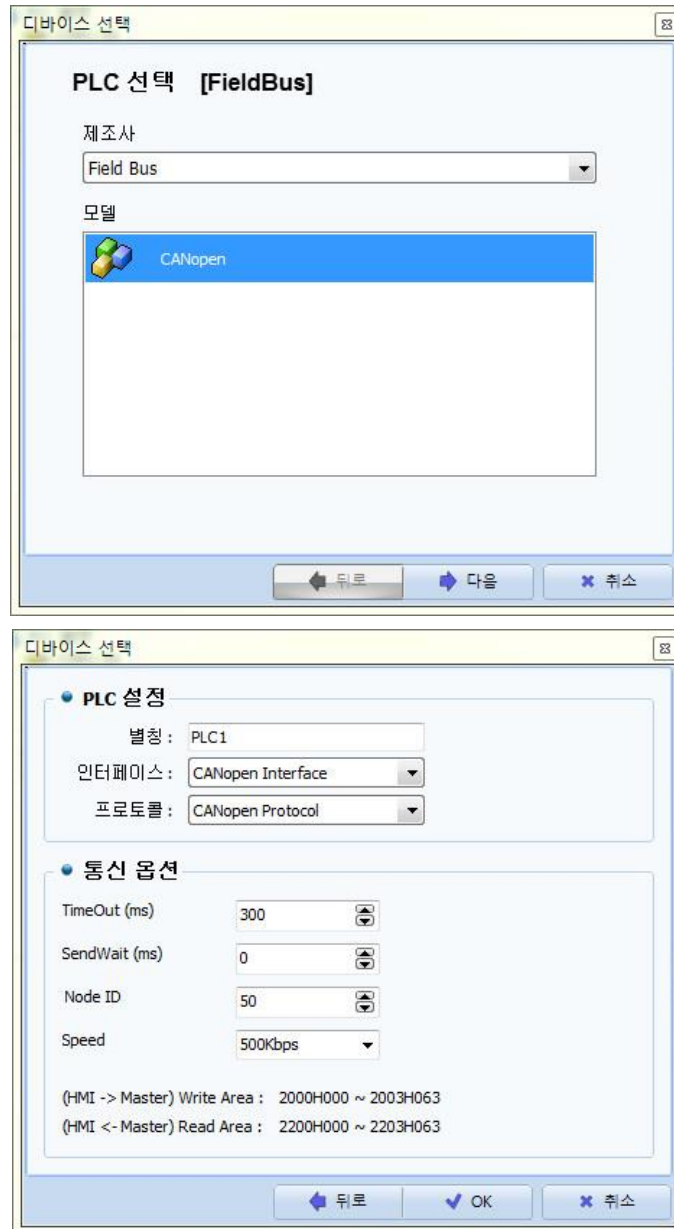 디바이스 선택
PLC 선택 [FieldBus]
제조사
Field Bus
모델
CANopen
뒤로 다음 취소
디바이스 선택
PLC 설정
별칭 : PLC1
인터페이스 : CANopen Interface
프로토콜 : CANopen Protocol
통신 옵션
TimeOut (ms) 300
SendWait (ms) 0
Node ID 50
Speed 500Kbps
(HMI -> Master) Write Area : 2000H000 ~ 2003H063
(HMI <- Master) Read Area : 2200H000 ~ 2203H063
뒤로 OK 취소